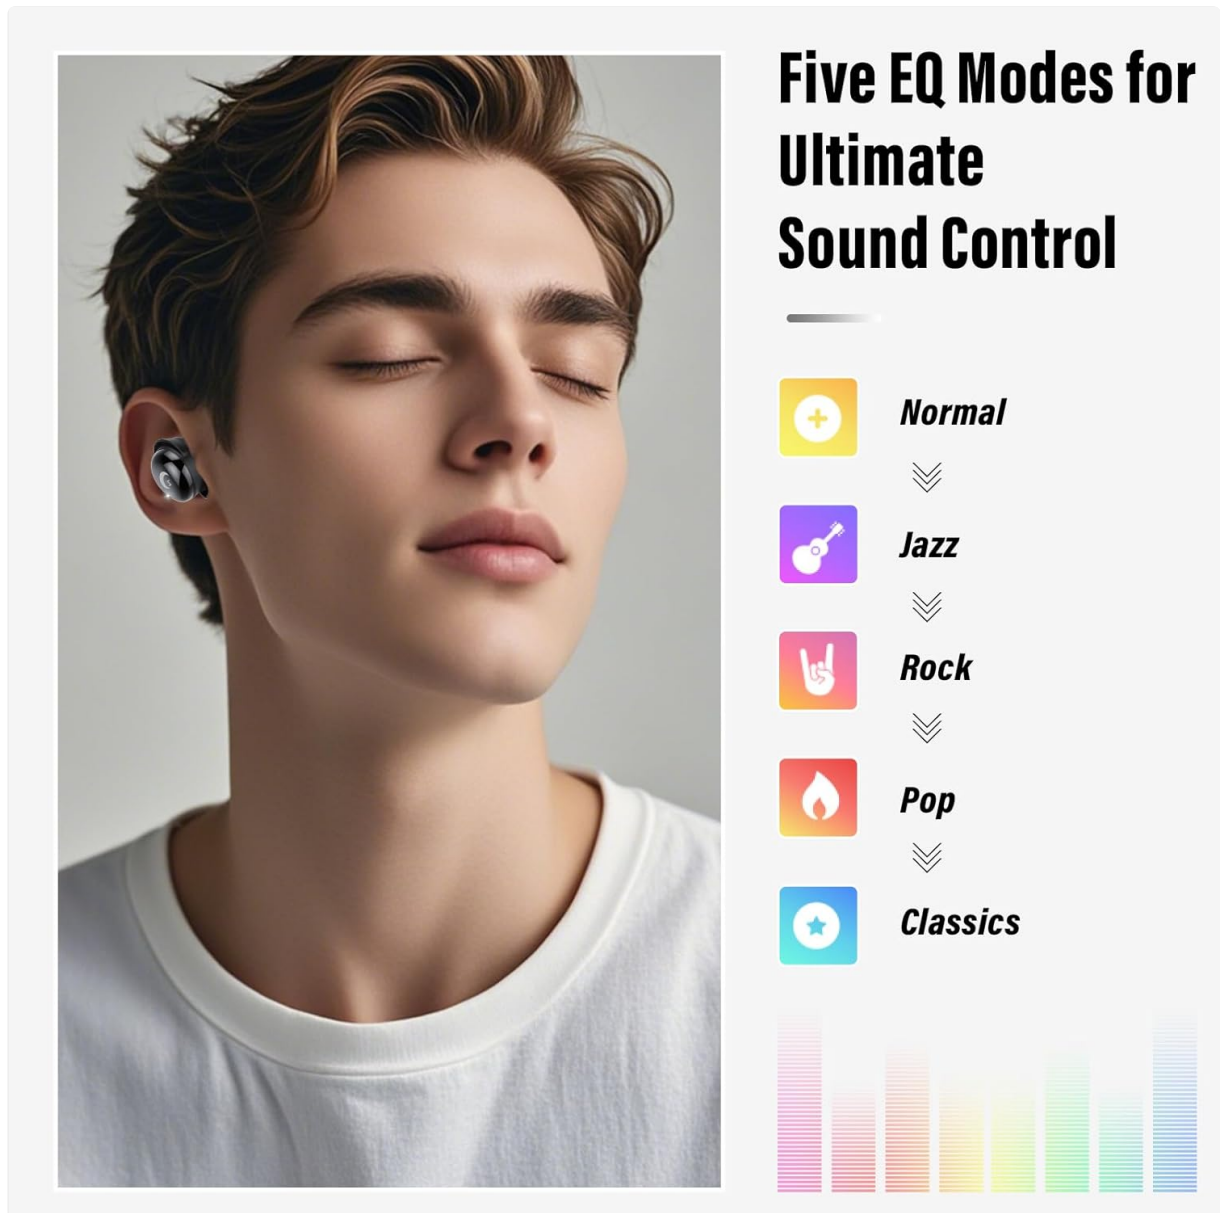 Five EQ Modes for
Ultimate
Sound Control
Normal
Jazz
Rock
Pop
Classics